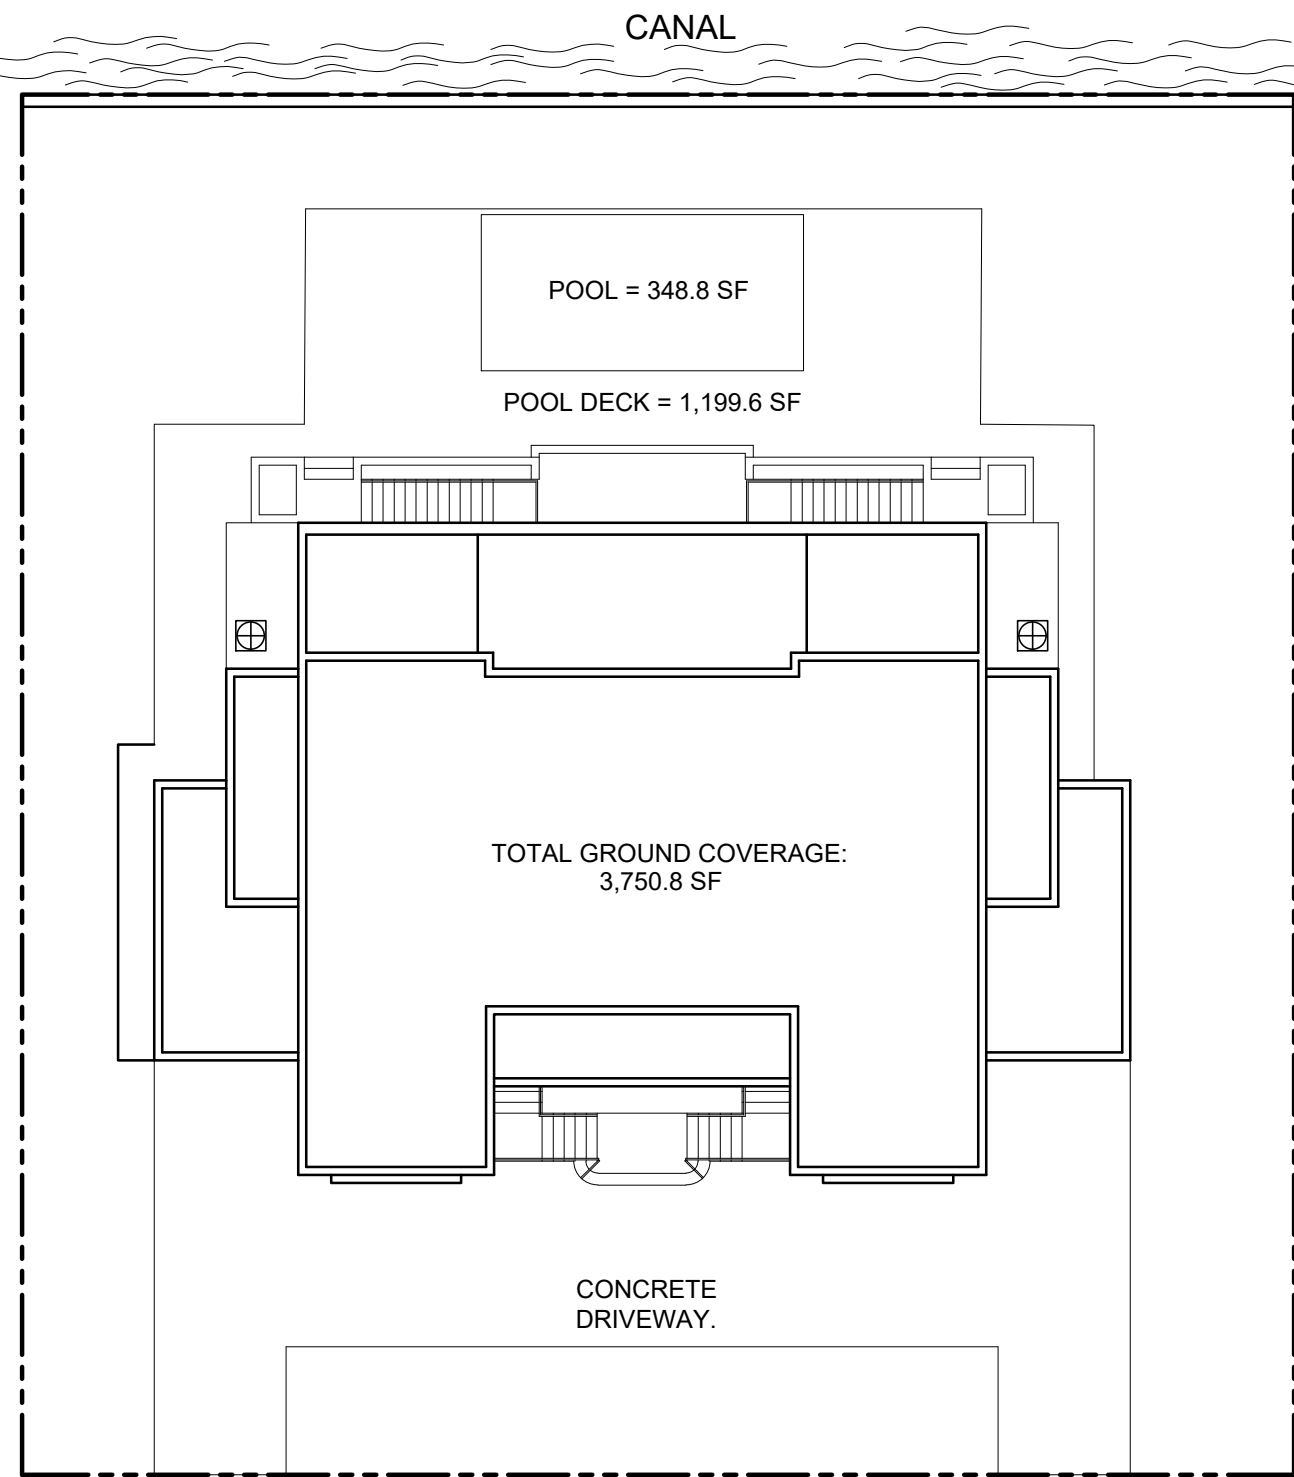 CANAL
POOL = 348.8 SF
POOL DECK = 1,199.6 SF
TOTAL GROUND COVERAGE:
3,750.8 SF
CONCRETE
DRIVEWAY.